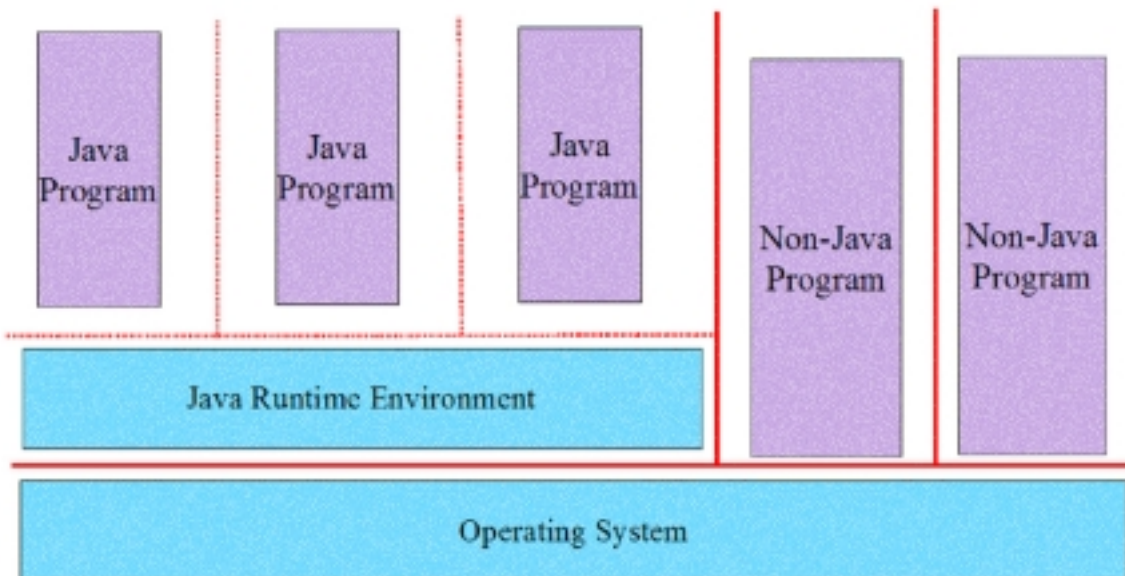 Java
Program
Java
Program
Java
Program
Non-Java
Program
Non-Java
Program
Java Runtime Environment
Operating System